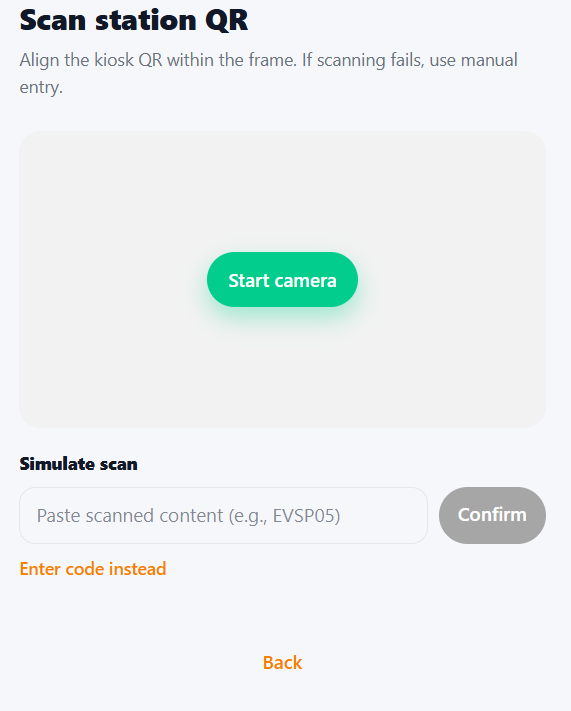 Scan station QR
Align the kiosk QR within the frame. If scanning fails, use manual
entry.
Start camera
Simulate scan
Paste scanned content (e.g., EVSP05)
Confirm
Enter code instead
Back